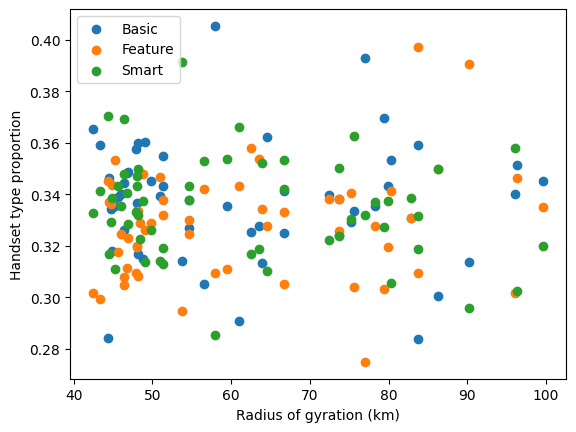 Basic
Feature
Smart
0.40
0.38
0.36
0.34
0.32
0.30
0.28
Handset type proportion
40 50 60 70 80 90 100
Radius of gyration (km)